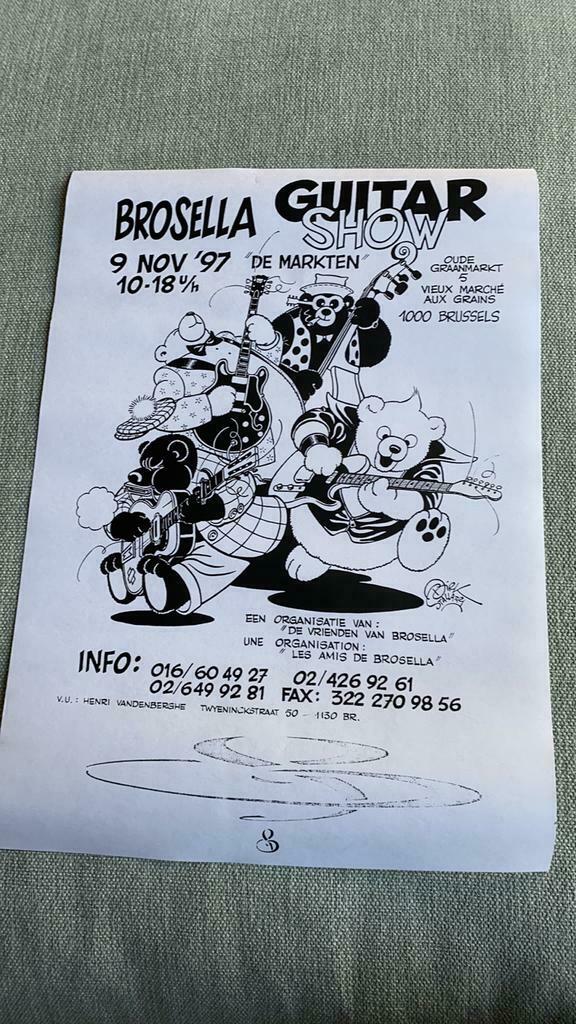 BROSELLA GUITAR SHOW
9 NOV '97 "DE MARKTEN"
10-18 u/h
OUDE
GRAANMARKT
5
VIEUX MARCHÉ
AUX GRAINS
1000 BRUSSELS
EEN ORGANISATIE VAN:
"DE VRIENDEN VAN BROSELLA"
UNE ORGANISATION:
"LES AMIS DE BROSELLA"
INFO: 016/60 49 27 02/426 92 61
02/649 92 81 FAX: 322 270 98 56
V.U.: HENRI VANDENBERGHE TWYENINCKSTRAAT 50 - 1130 BR.